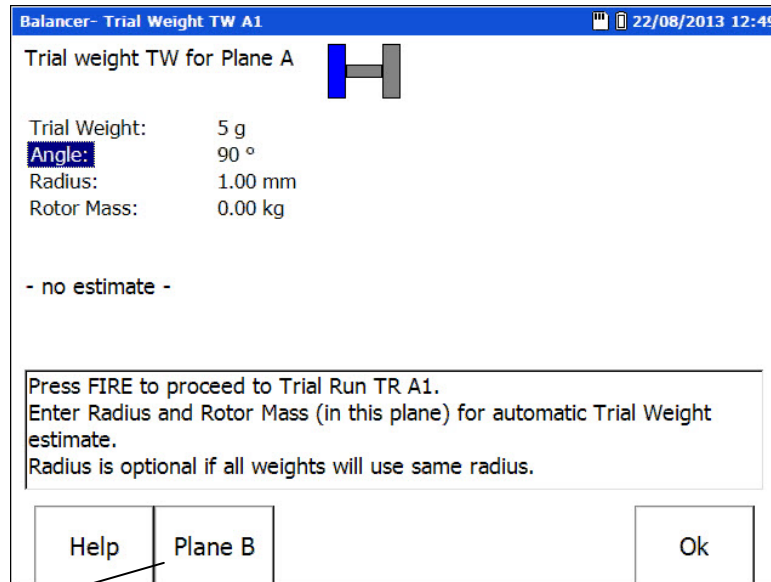 Balancer- Trial Weight TW A1 22/08/2013 12:49
Trial weight TW for Plane A
Trial Weight: 5 g
Angle: 90 º
Radius: 1.00 mm
Rotor Mass: 0.00 kg
- no estimate -
Press FIRE to proceed to Trial Run TR A1.
Enter Radius and Rotor Mass (in this plane) for automatic Trial Weight
estimate.
Radius is optional if all weights will use same radius.
Help Plane B Ok